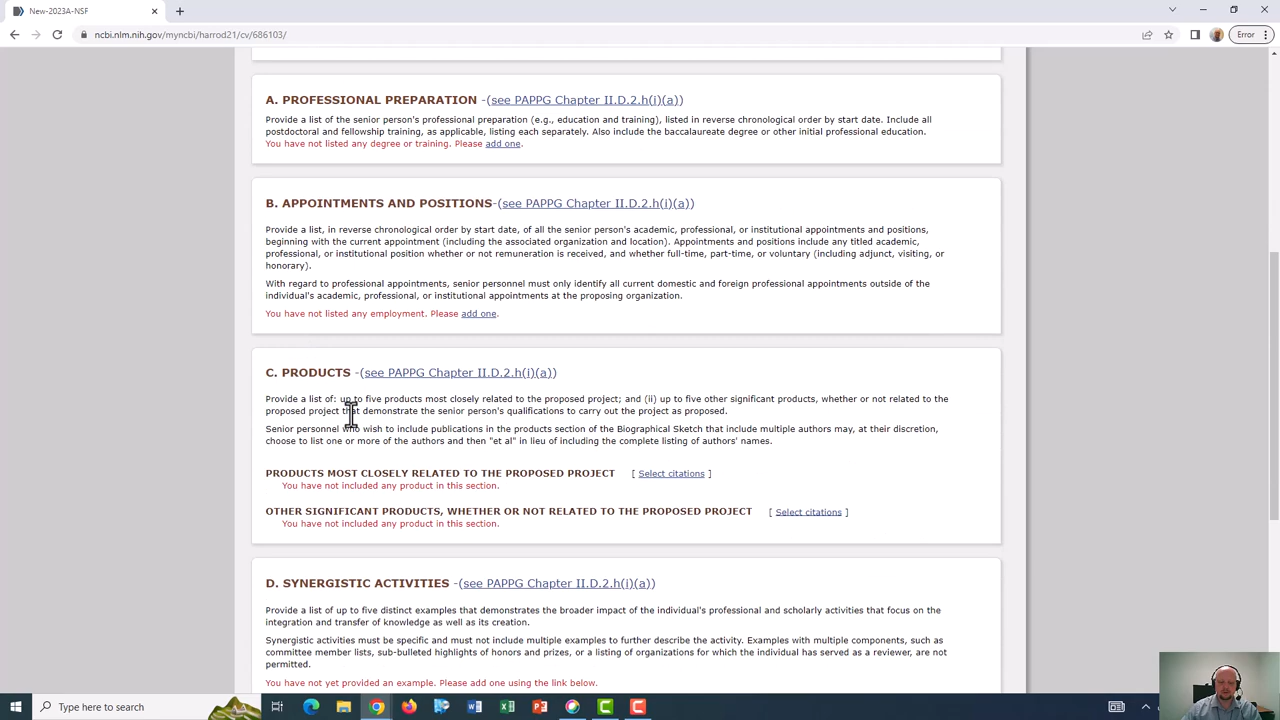 New-2023A-NSF
ncbi.nlm.nih.gov/myncbi/harrod21/cv/686103/
Error
A. PROFESSIONAL PREPARATION -(see PAPPG Chapter II.D.2.h(i)(a))
Provide a list of the senior person's professional preparation (e.g., education and training), listed in reverse chronological order by start date. Include all
postdoctoral and fellowship training, as applicable, listing each separately. Also include the baccalaureate degree or other initial professional education.
You have not listed any degree or training. Please add one.
B. APPOINTMENTS AND POSITIONS-(see PAPPG Chapter II.D.2.h(i)(a))
Provide a list, in reverse chronological order by start date, of all the senior person's academic, professional, or institutional appointments and positions,
beginning with the current appointment (including the associated organization and location). Appointments and positions include any titled academic,
professional, or institutional position whether or not remuneration is received, and whether full-time, part-time, or voluntary (including adjunct, visiting, or
honorary).
With regard to professional appointments, senior personnel must only identify all current domestic and foreign professional appointments outside of the
individual's academic, professional, or institutional appointments at the proposing organization.
You have not listed any employment. Please add one.
C. PRODUCTS -(see PAPPG Chapter II.D.2.h(i)(a))
Provide a list of: up to five products most closely related to the proposed project; and (ii) up to five other significant products, whether or not related to the
proposed project that demonstrate the senior person's qualifications to carry out the project as proposed.
Senior personnel who wish to include publications in the products section of the Biographical Sketch that include multiple authors may, at their discretion,
choose to list one or more of the authors and then "et al" in lieu of including the complete listing of authors' names.
PRODUCTS MOST CLOSELY RELATED TO THE PROPOSED PROJECT [ Select citations ]
You have not included any product in this section.
OTHER SIGNIFICANT PRODUCTS, WHETHER OR NOT RELATED TO THE PROPOSED PROJECT [ Select citations ]
You have not included any product in this section.
D. SYNERGISTIC ACTIVITIES -(see PAPPG Chapter II.D.2.h(i)(a))
Provide a list of up to five distinct examples that demonstrates the broader impact of the individual's professional and scholarly activities that focus on the
integration and transfer of knowledge as well as its creation.
Synergistic activities must be specific and must not include multiple examples to further describe the activity. Examples with multiple components, such as
committee member lists, sub-bulleted highlights of honors and prizes, or a listing of organizations for which the individual has served as a reviewer, are not
permitted.
You have not yet provided an example. Please add one using the link below.
Type here to search